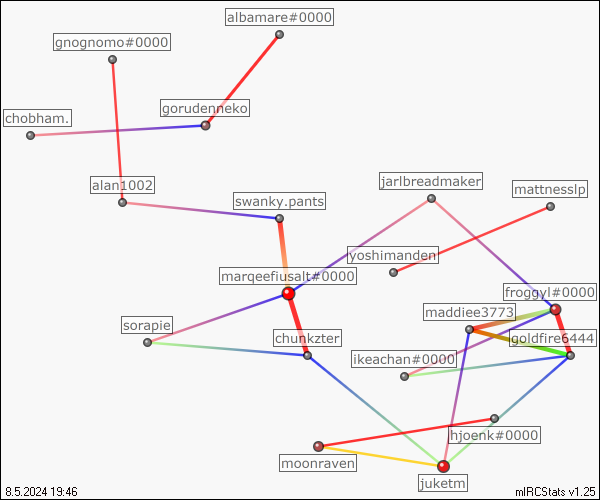 albamare#0000
gnognomo#0000
gorudenneko
chobham.
jarlbreadmaker
alan1002
mattnesslp
swanky.pants
yoshimanden
marqeefiusalt#0000
froggyl#0000
maddiee3773
sorapie
chunkzter
goldfire6444
ikeachan#0000
hjoenk#0000
moonraven
juketm
8.5.2024 19:46
mIRCStats v1.25